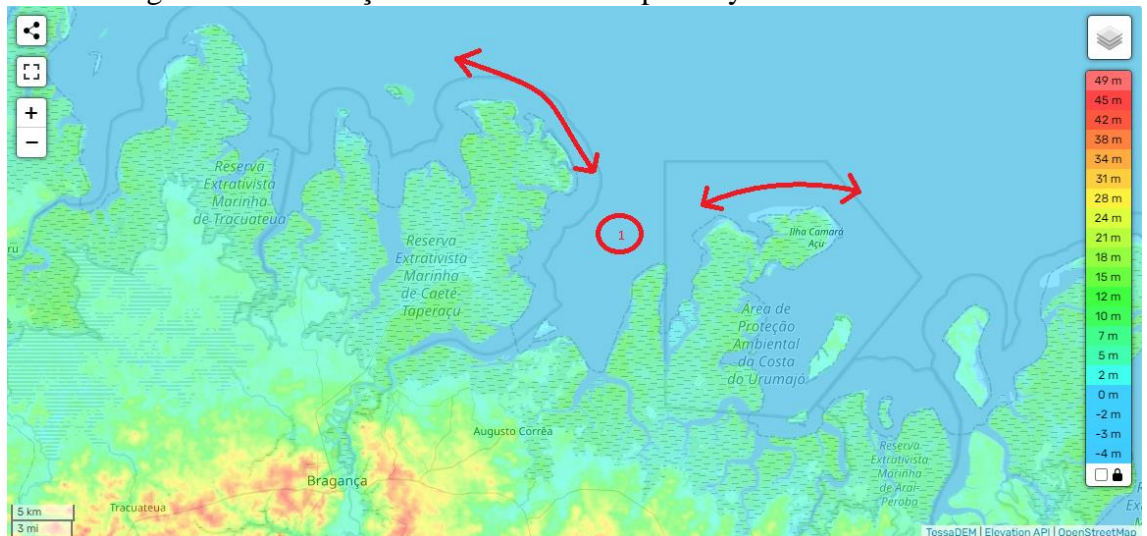 +
−
Reserva
Extrativista
Marinha
de Tracuateua
Reserva
Extrativista
Marinha
de Caeté-
Taperaçu
1
Ilha Camará
Açu
Área de
Proteção
Ambiental
da Costa
do Urumajó
Augusto Corrêa
Bragança
Tracuateua
Reserva
Extrativista
Marinha
de Arai-
Peroba
49 m
45 m
42 m
38 m
34 m
31 m
28 m
24 m
21 m
18 m
15 m
12 m
10 m
7 m
5 m
2 m
0 m
-2 m
-3 m
-4 m
5 km
3 mi
TessaDEM | Elevation API | OpenStreetMap